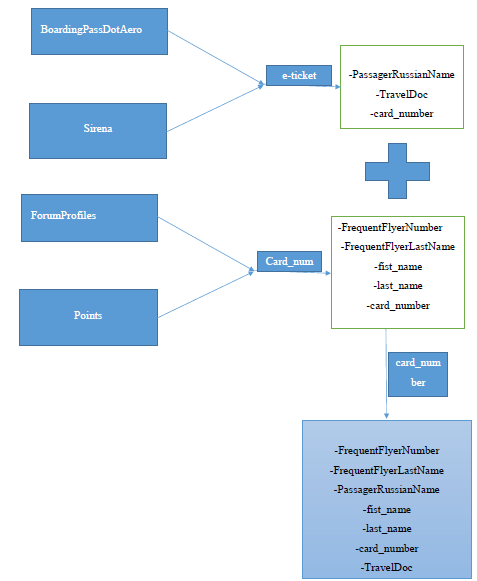 BoardingPassDotAero
e-ticket
-PassagerRussianName
-TravelDoc
-card_number
Sirena
ForumProfiles
-FrequentFlyerNumber
-FrequentFlyerLastName
-fist_name
-last_name
-card_number
Card_num
Points
card_num
ber
-FrequentFlyerNumber
-FrequentFlyerLastName
-PassagerRussianName
-fist_name
-last_name
-card_number
-TravelDoc